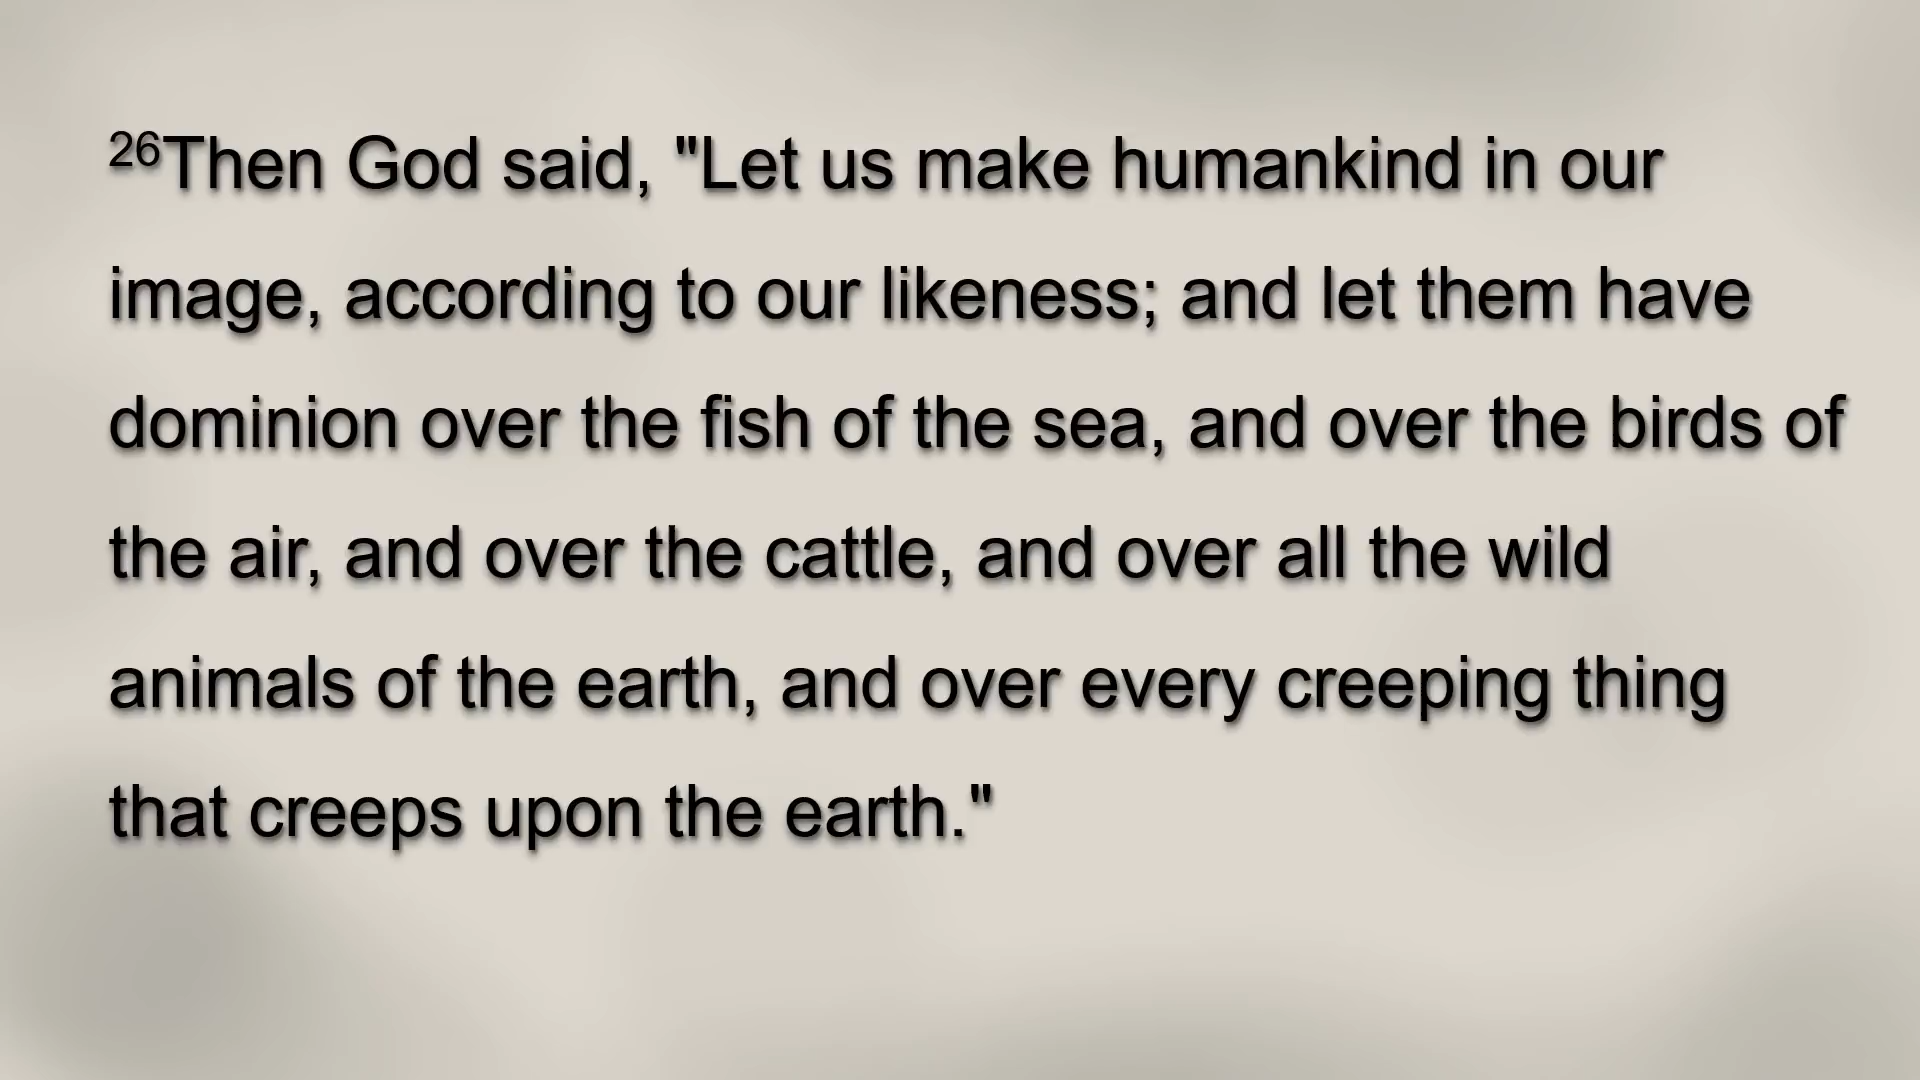 26Then God said, "Let us make humankind in our
image, according to our likeness; and let them have
dominion over the fish of the sea, and over the birds of
the air, and over the cattle, and over all the wild
animals of the earth, and over every creeping thing
that creeps upon the earth."